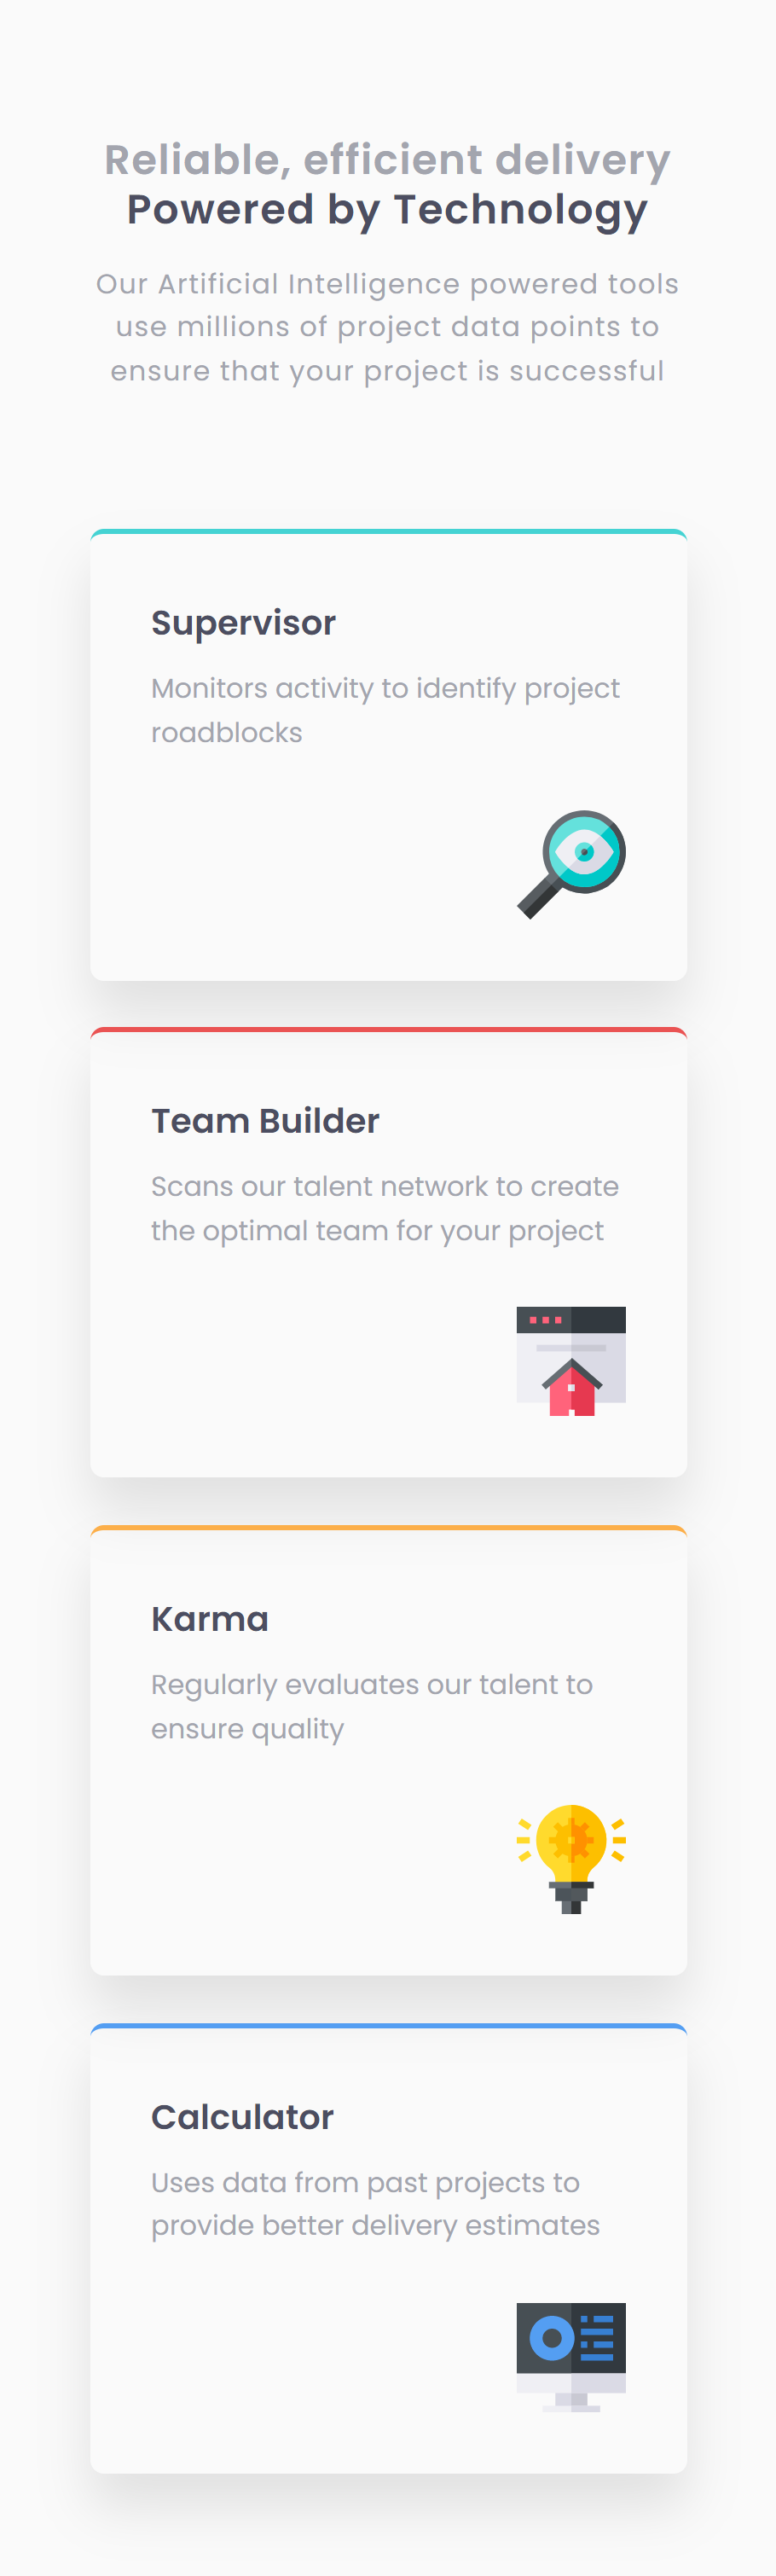 Reliable, efficient delivery
Powered by Technology
Our Artificial Intelligence powered tools
use millions of project data points to
ensure that your project is successful
Supervisor
Monitors activity to identify project
roadblocks
Team Builder
Scans our talent network to create
the optimal team for your project
Karma
Regularly evaluates our talent to
ensure quality
Calculator
Uses data from past projects to
provide better delivery estimates